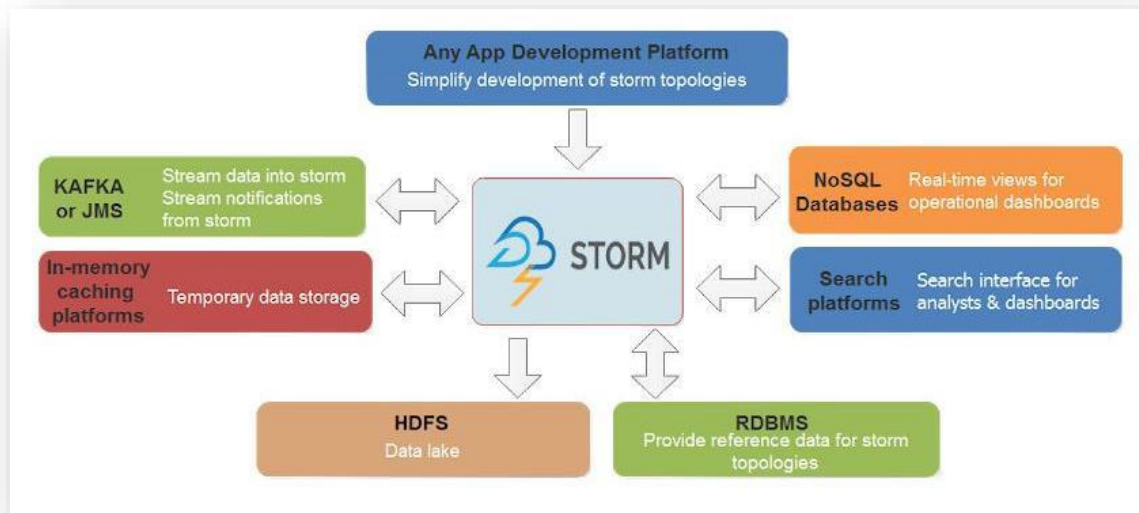 Any App Development Platform
Simplify development of storm topologies
KAFKA
or JMS
Stream data into storm
Stream notifications
from storm
NoSQL
Databases
Real-time views for
operational dashboards
STORM
In-memory
caching
platforms
Temporary data storage
Search
platforms
Search interface for
analysts & dashboards
HDFS
Data lake
RDBMS
Provide reference data for storm
topologies